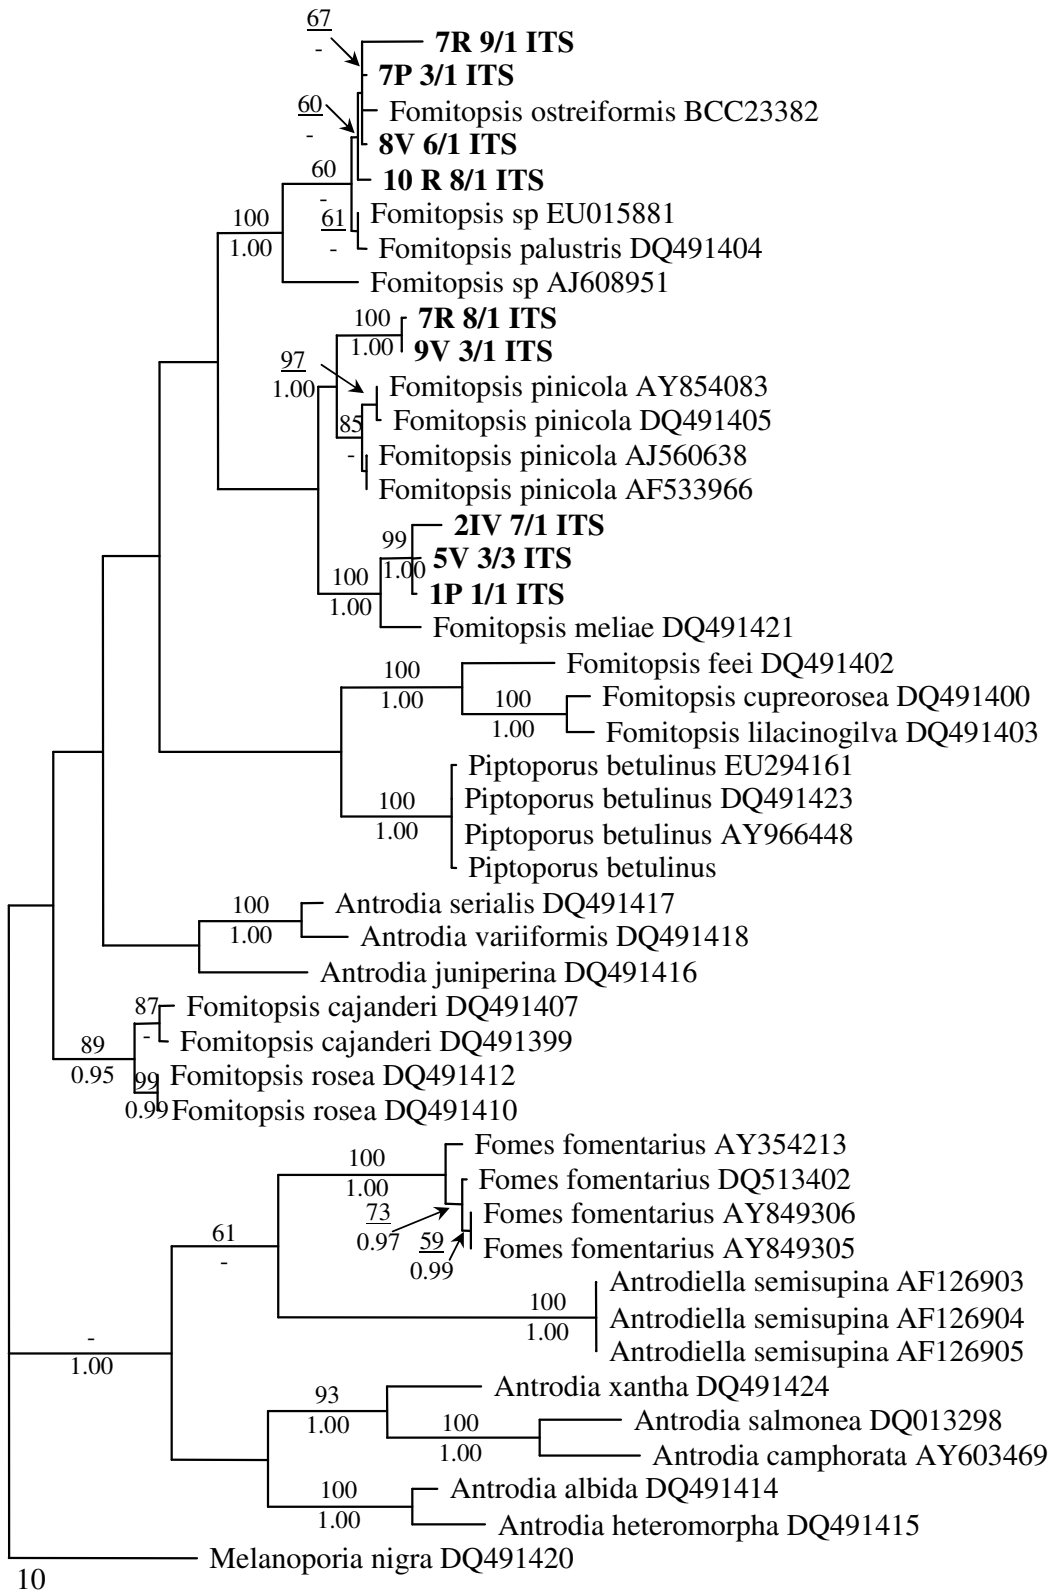 67
-
7R 9/1 ITS
7P 3/1 ITS
60
-
Fomitopsis ostreiformis BCC23382
8V 6/1 ITS
60
-
10 R 8/1 ITS
61
-
Fomitopsis sp EU015881
100
1.00
Fomitopsis palustris DQ491404
Fomitopsis sp AJ608951
100
1.00
7R 8/1 ITS
9V 3/1 ITS
97
1.00
Fomitopsis pinicola AY854083
85
-
Fomitopsis pinicola DQ491405
Fomitopsis pinicola AJ560638
Fomitopsis pinicola AF533966
2IV 7/1 ITS
99
1.00
5V 3/3 ITS
100
1.00
1P 1/1 ITS
Fomitopsis meliae DQ491421
100
1.00
Fomitopsis feei DQ491402
100
1.00
Fomitopsis cupreorosea DQ491400
Fomitopsis lilacinogilva DQ491403
Piptoporus betulinus EU294161
100
1.00
Piptoporus betulinus DQ491423
Piptoporus betulinus AY966448
Piptoporus betulinus
100
1.00
Antrodia serialis DQ491417
Antrodia variiformis DQ491418
Antrodia juniperina DQ491416
87
-
Fomitopsis cajanderi DQ491407
89
0.95
Fomitopsis cajanderi DQ491399
99
0.99
Fomitopsis rosea DQ491412
Fomitopsis rosea DQ491410
100
1.00
Fomes fomentarius AY354213
Fomes fomentarius DQ513402
73
0.97
Fomes fomentarius AY849306
61
-
59
0.99
Fomes fomentarius AY849305
Antrodiella semisupina AF126903
100
1.00
Antrodiella semisupina AF126904
Antrodiella semisupina AF126905
-
1.00
93
1.00
Antrodia xantha DQ491424
100
1.00
Antrodia salmonea DQ013298
Antrodia camphorata AY603469
100
1.00
Antrodia albida DQ491414
Antrodia heteromorpha DQ491415
Melanoporia nigra DQ491420
10